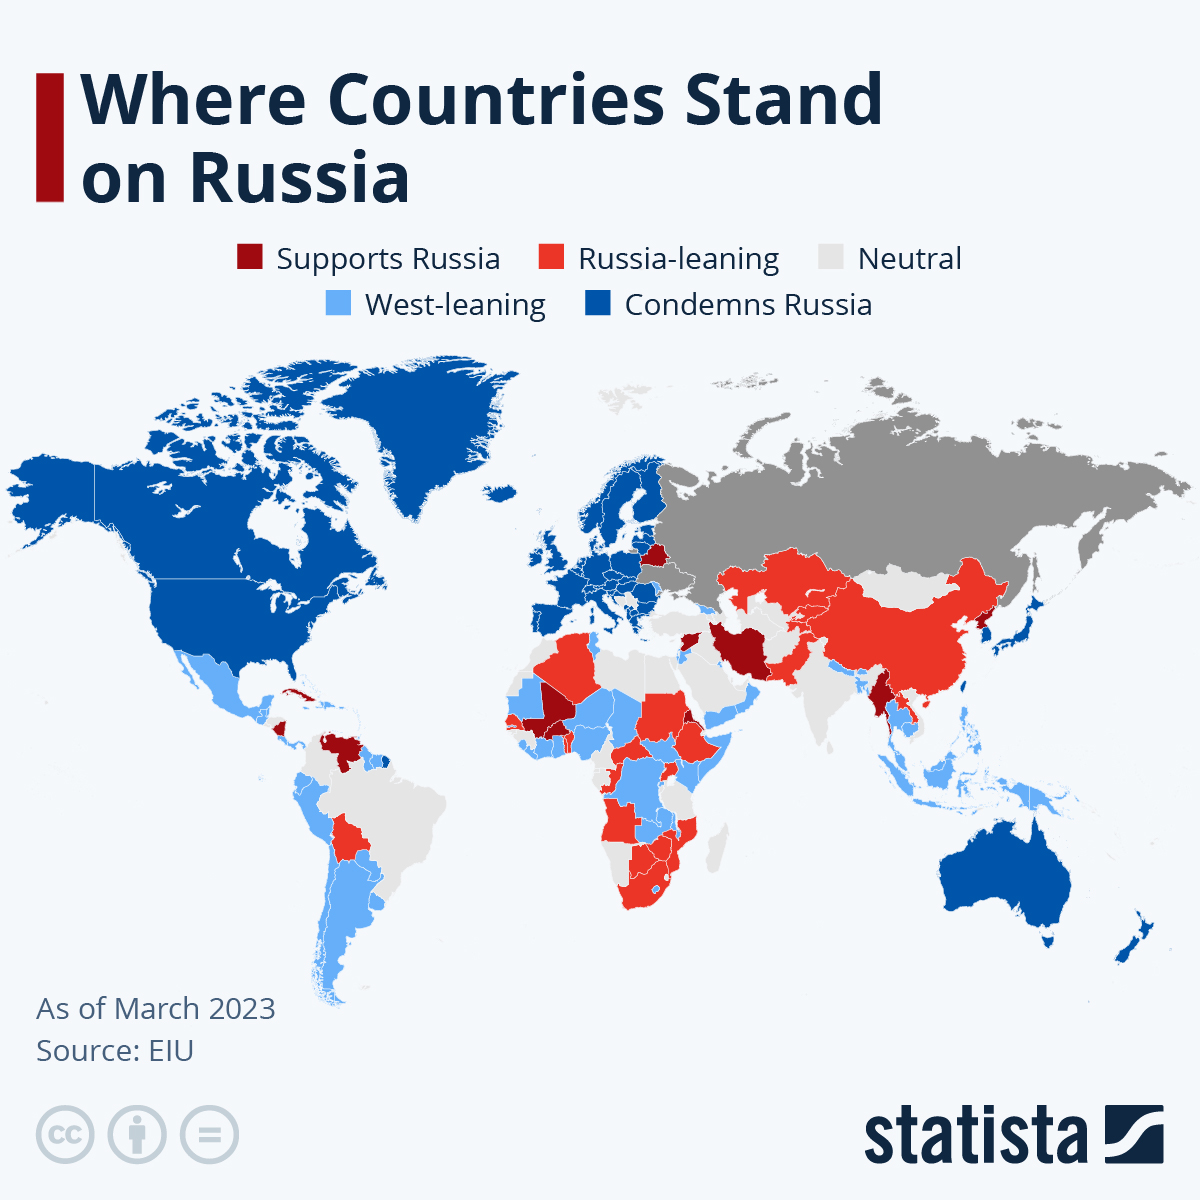 Where Countries Stand
on Russia
Supports Russia
Russia-leaning
Neutral
West-leaning
Condemns Russia
As of March 2023
Source: EIU
cc
=
statista